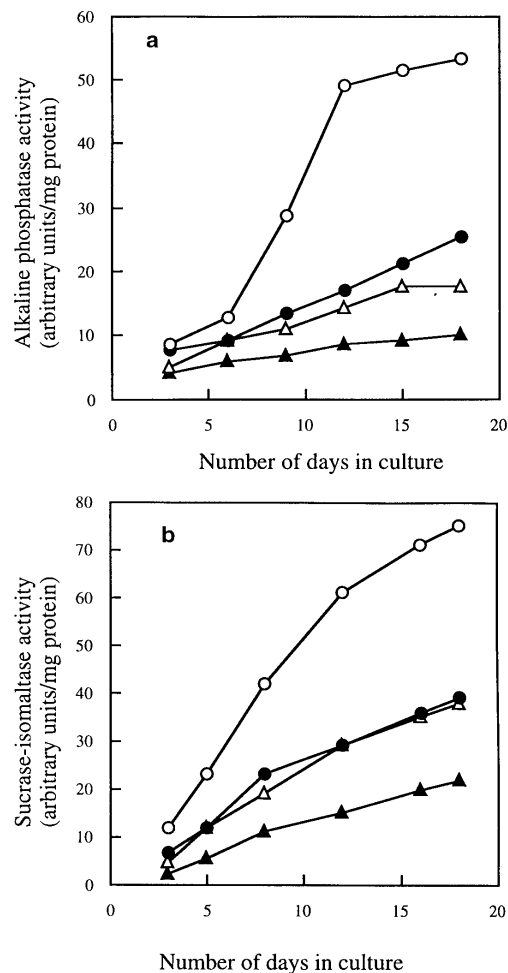 a
Alkaline phosphatase activity
(arbitrary units/mg protein)
60
50
40
30
20
10
0
0 5 10 15 20
Number of days in culture
b
Sucrase-isomaltase activity
(arbitrary units/mg protein)
80
70
60
50
40
30
20
10
0
0 5 10 15 20
Number of days in culture